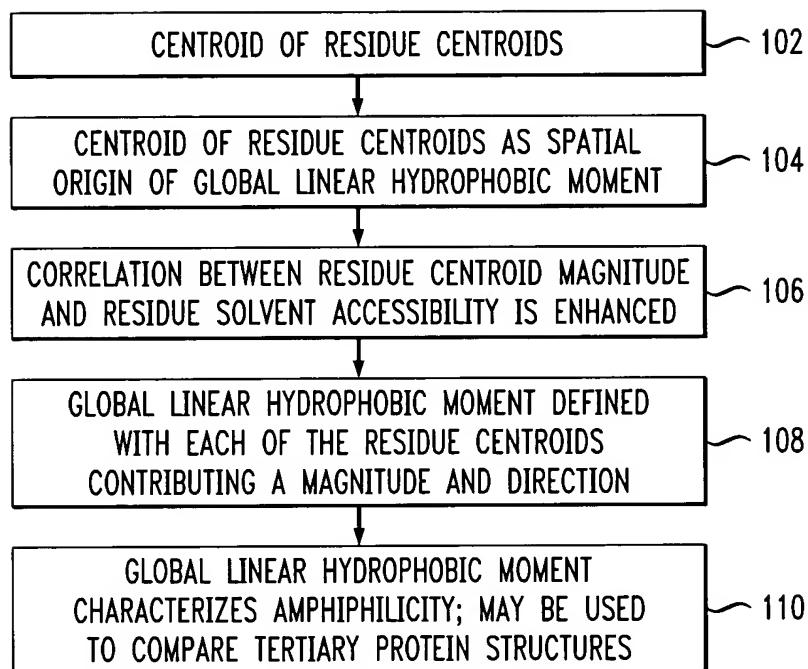 CENTROID OF RESIDUE CENTROIDS
102
CENTROID OF RESIDUE CENTROIDS AS SPATIAL
ORIGIN OF GLOBAL LINEAR HYDROPHOBIC MOMENT
104
CORRELATION BETWEEN RESIDUE CENTROID MAGNITUDE
AND RESIDUE SOLVENT ACCESSIBILITY IS ENHANCED
106
GLOBAL LINEAR HYDROPHOBIC MOMENT DEFINED
WITH EACH OF THE RESIDUE CENTROIDS
CONTRIBUTING A MAGNITUDE AND DIRECTION
108
GLOBAL LINEAR HYDROPHOBIC MOMENT
CHARACTERIZES AMPHIPHILICITY; MAY BE USED
TO COMPARE TERTIARY PROTEIN STRUCTURES
110